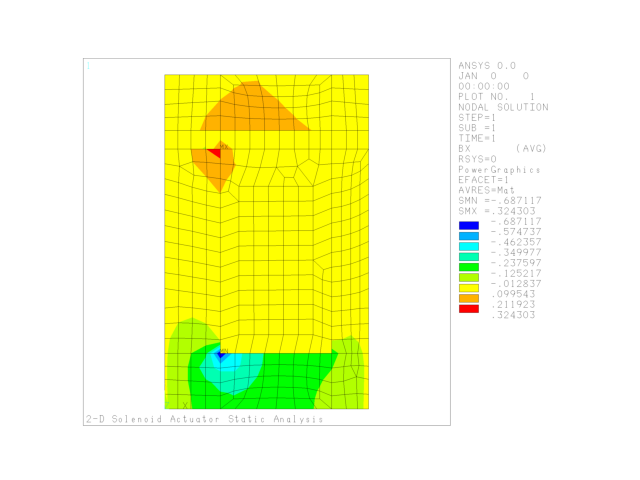 1
ANSYS 0.0
JAN 0 0
00:00:00
PLOT NO. 1
NODAL SOLUTION
STEP=1
SUB =1
TIME=1
BX (AVG)
RSYS=0
PowerGraphics
EFACET=1
AVRES=Mat
SMN =-.687117
SMX =.324303
-.687117
-.574737
-.462357
-.349977
-.237597
-.125217
-.012837
.099543
.211923
.324303
MX
MN
X
2-D Solenoid Actuator Static Analysis